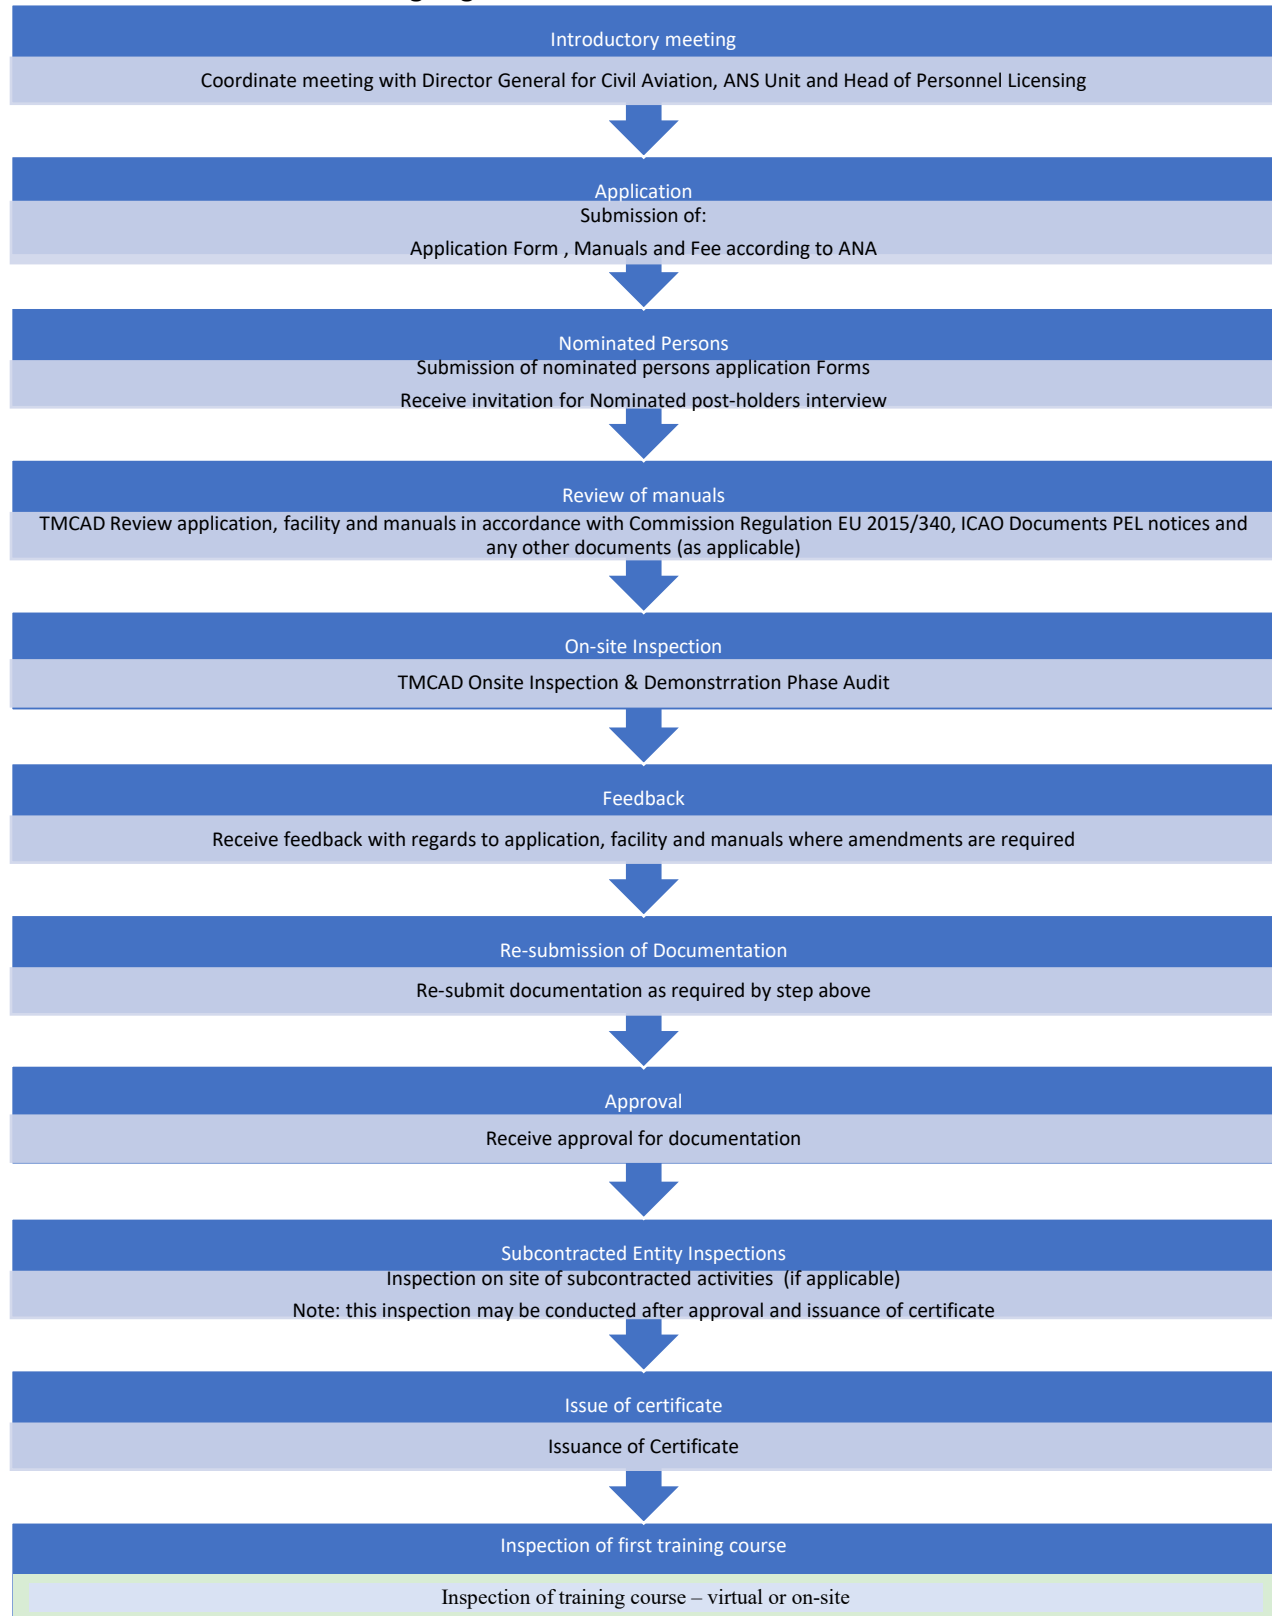 Introductory meeting
Coordinate meeting with Director General for Civil Aviation, ANS Unit and Head of Personnel Licensing
Application
Submission of:
Application Form , Manuals and Fee according to ANA
Nominated Persons
Submission of nominated persons application Forms
Receive invitation for Nominated post-holders interview
Review of manuals
TMCAD Review application, facility and manuals in accordance with Commission Regulation EU 2015/340, ICAO Documents PEL notices and
any other documents (as applicable)
On-site Inspection
TMCAD Onsite Inspection & Demonstrration Phase Audit
Feedback
Receive feedback with regards to application, facility and manuals where amendments are required
Re-submission of Documentation
Re-submit documentation as required by step above
Approval
Receive approval for documentation
Subcontracted Entity Inspections
Inspection on site of subcontracted activities (if applicable)
Note: this inspection may be conducted after approval and issuance of certificate
Issue of certificate
Issuance of Certificate
Inspection of first training course
Inspection of training course – virtual or on-site